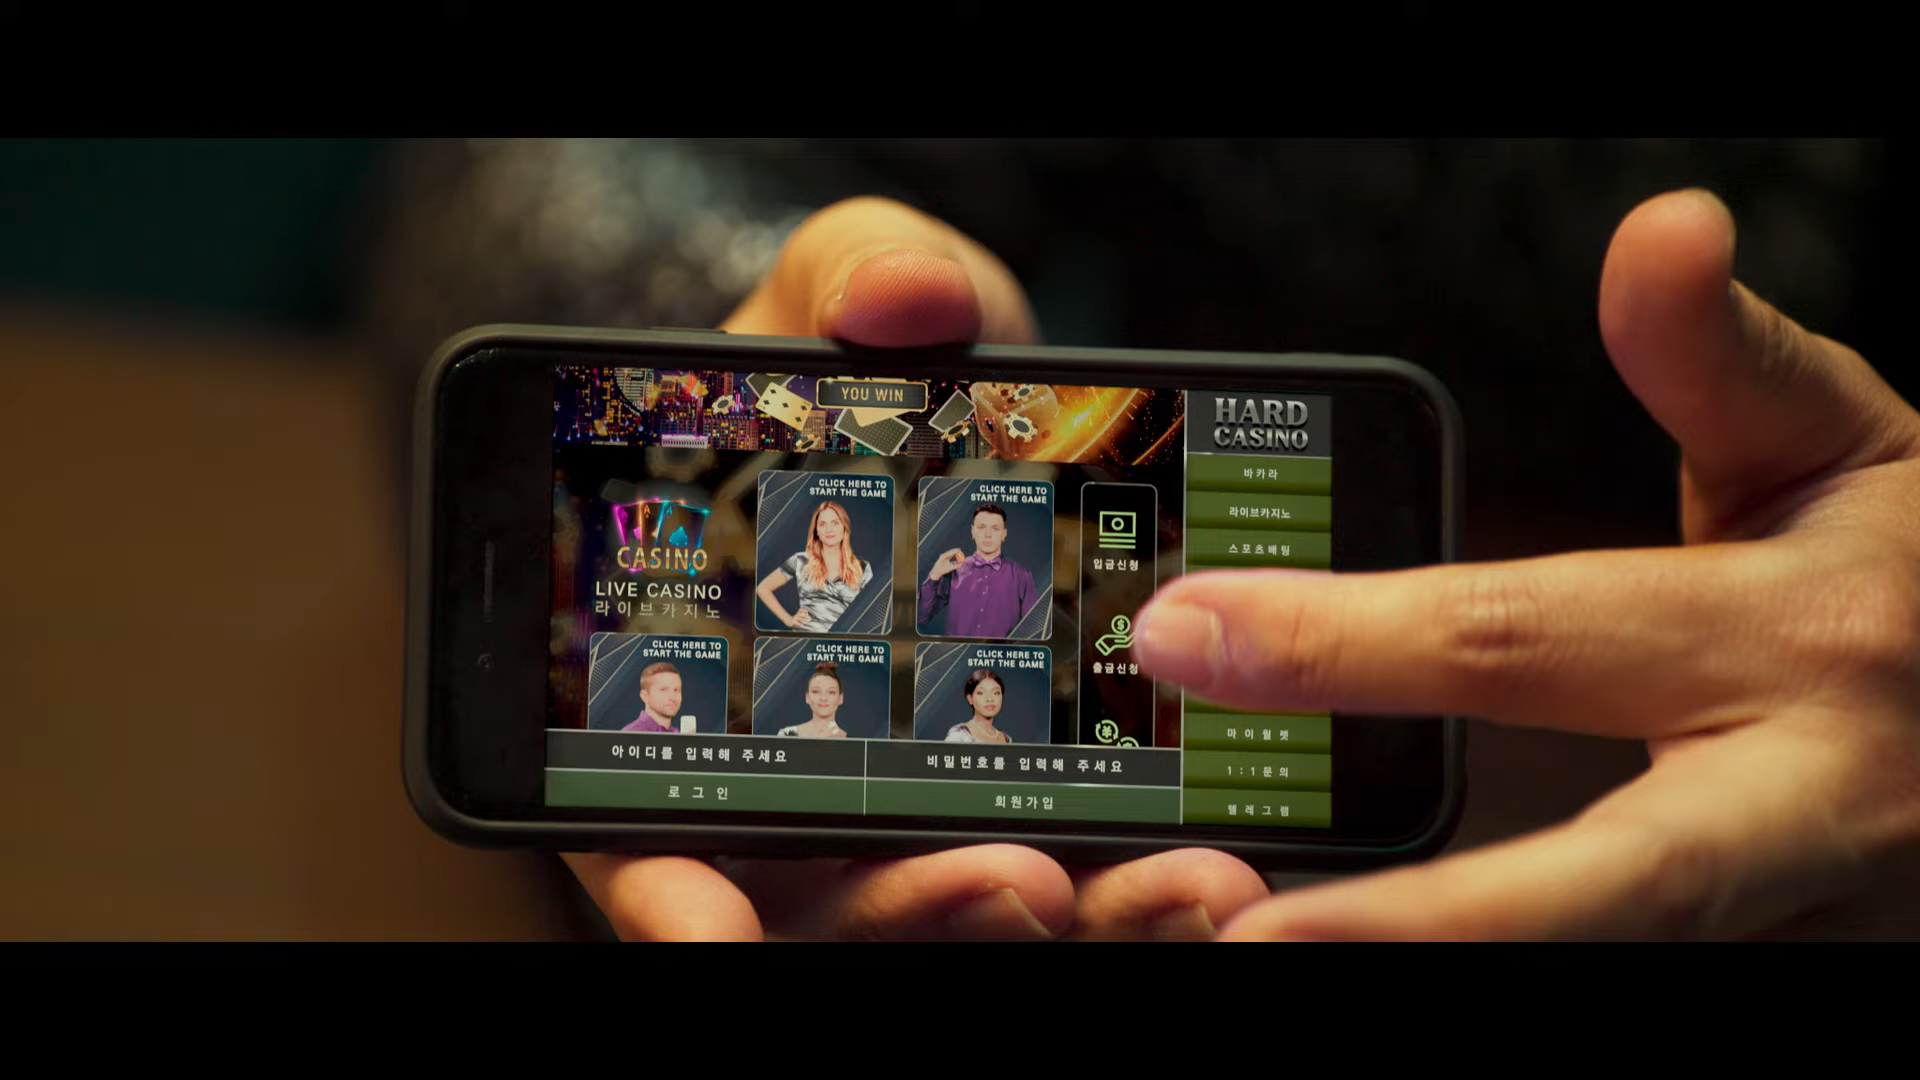 YOU WIN
HARD
CASINO
바카라
라이브카지노
스포츠배팅
CASINO
LIVE CASINO
라이브카지노
CLICK HERE TO
START THE GAME
CLICK HERE TO
START THE GAME
입금신청
출금신청
CLICK HERE TO
START THE GAME
CLICK HERE TO
START THE GAME
CLICK HERE TO
START THE GAME
마이월렛
1:1문의
텔레그램
아이디를 입력해 주세요
비밀번호를 입력해 주세요
로그인
회원가입